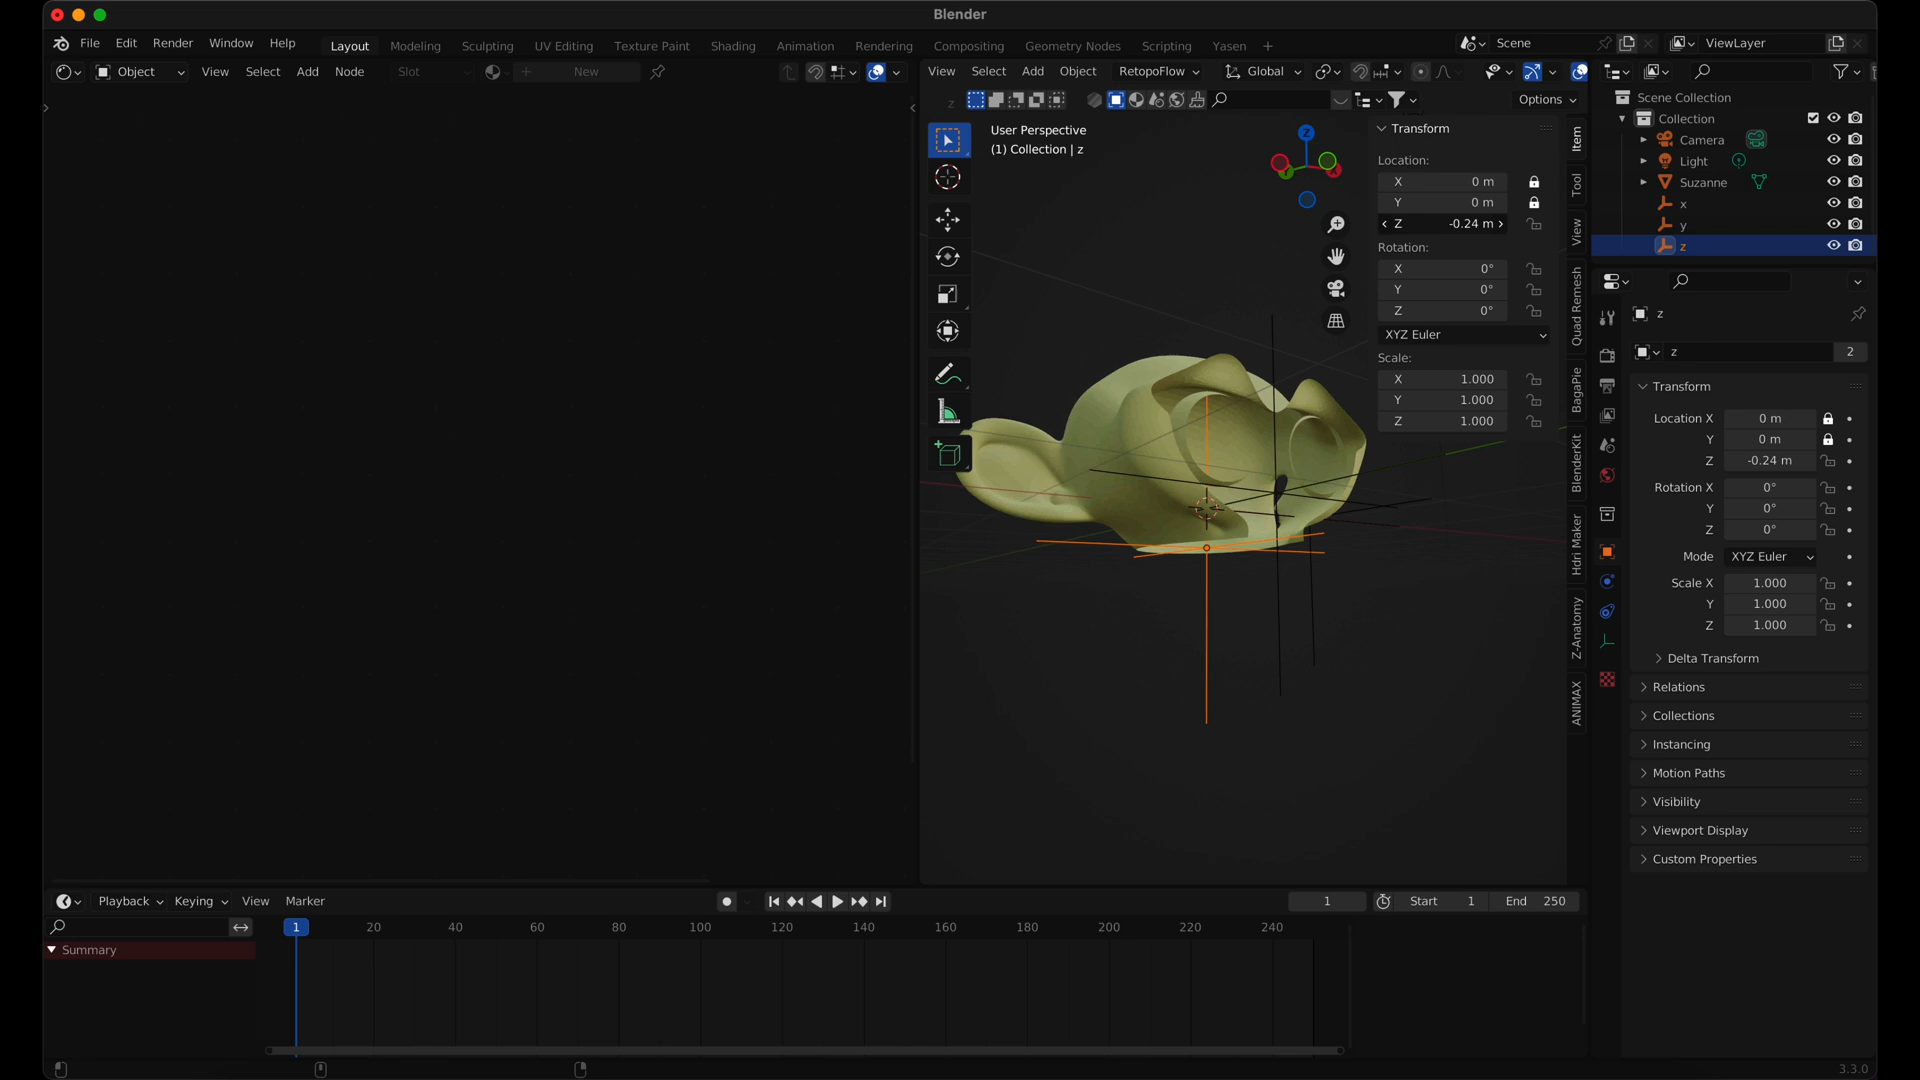 Blender
File Edit Render Window Help Layout Modeling Sculpting UV Editing Texture Paint Shading Animation Rendering Compositing Geometry Nodes Scripting Yasen + Scene ViewLayer
Object View Select Add Node Slot New
View Select Add Object RetopoFlow Global
z Options
User Perspective
(1) Collection | z
Z
X
Y
Transform
Location:
X 0 m
Y 0 m
Z -0.24 m
Rotation:
X 0°
Y 0°
Z 0°
XYZ Euler
Scale:
X 1.000
Y 1.000
Z 1.000
Item
Tool
View
Quad Remesh
BagaPie
BlenderKit
Hdri Maker
Z-Anatomy
ANIMAX
Scene Collection
Collection
Camera
Light
Suzanne
x
y
z
z
z 2
Transform
Location X 0 m
Y 0 m
Z -0.24 m
Rotation X 0°
Y 0°
Z 0°
Mode XYZ Euler
Scale X 1.000
Y 1.000
Z 1.000
Delta Transform
Relations
Collections
Instancing
Motion Paths
Visibility
Viewport Display
Custom Properties
Playback Keying View Marker 1 Start 1 End 250
1 20 40 60 80 100 120 140 160 180 200 220 240
Summary
3.3.0